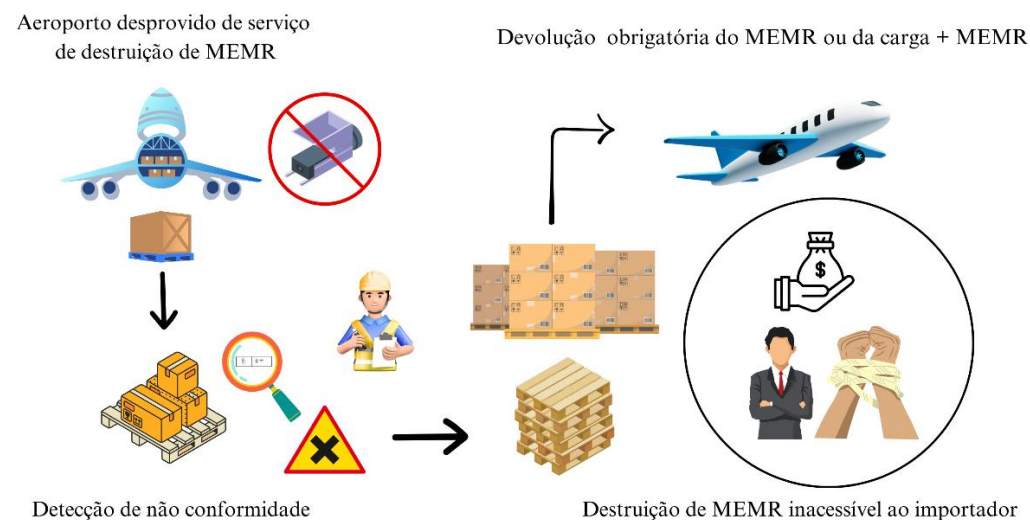 Aeroporto desprovido de serviço
de destruição de MEMR
Devolução obrigatória do MEMR ou da carga + MEMR
$
Detecção de não conformidade
Destruição de MEMR inacessível ao importador